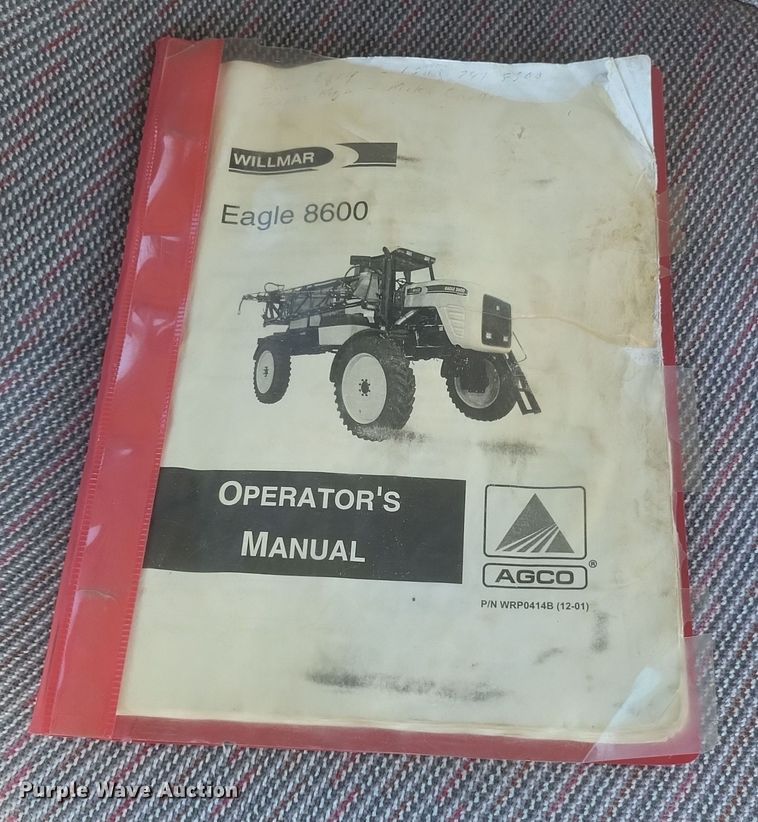 WILLMAR
Eagle 8600
OPERATOR'S
MANUAL
AGCO®
P/N WRP0414B (12-01)
Purple Wave Auction